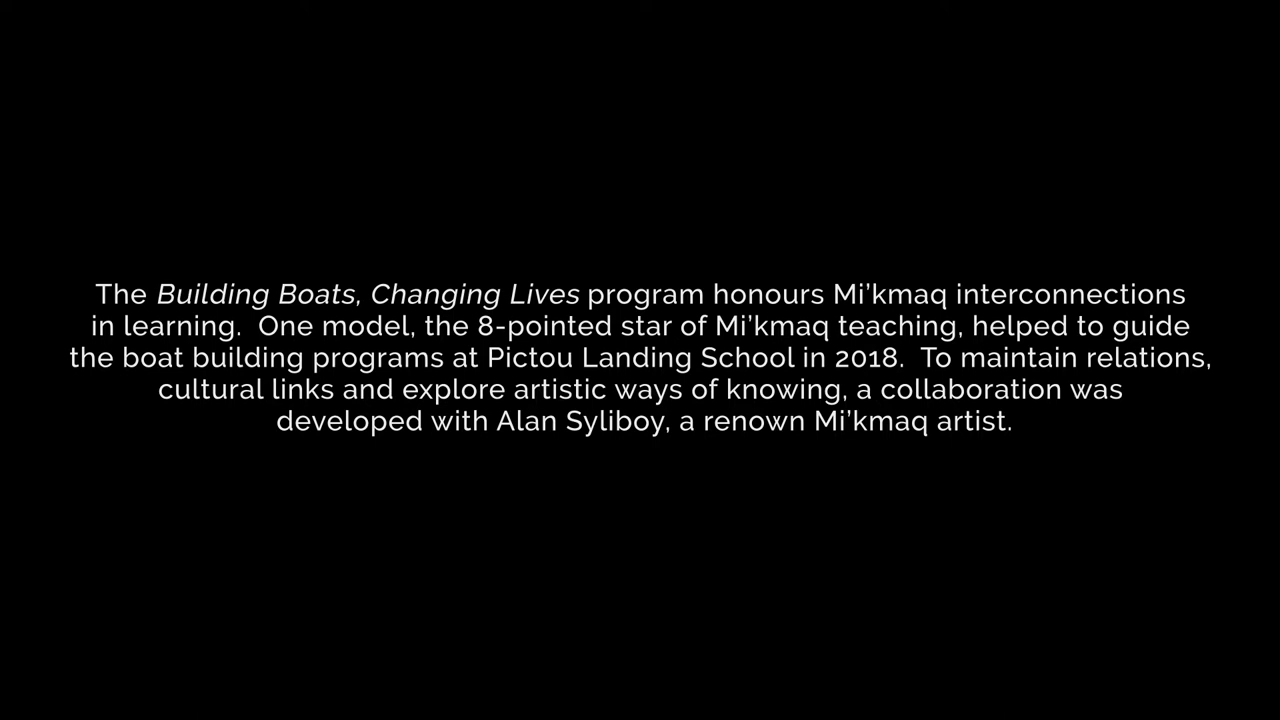 The Building Boats, Changing Lives program honours Mi’kmaq interconnections
in learning.  One model, the 8-pointed star of Mi’kmaq teaching, helped to guide
the boat building programs at Pictou Landing School in 2018.  To maintain relations,
cultural links and explore artistic ways of knowing, a collaboration was
developed with Alan Syliboy, a renown Mi’kmaq artist.